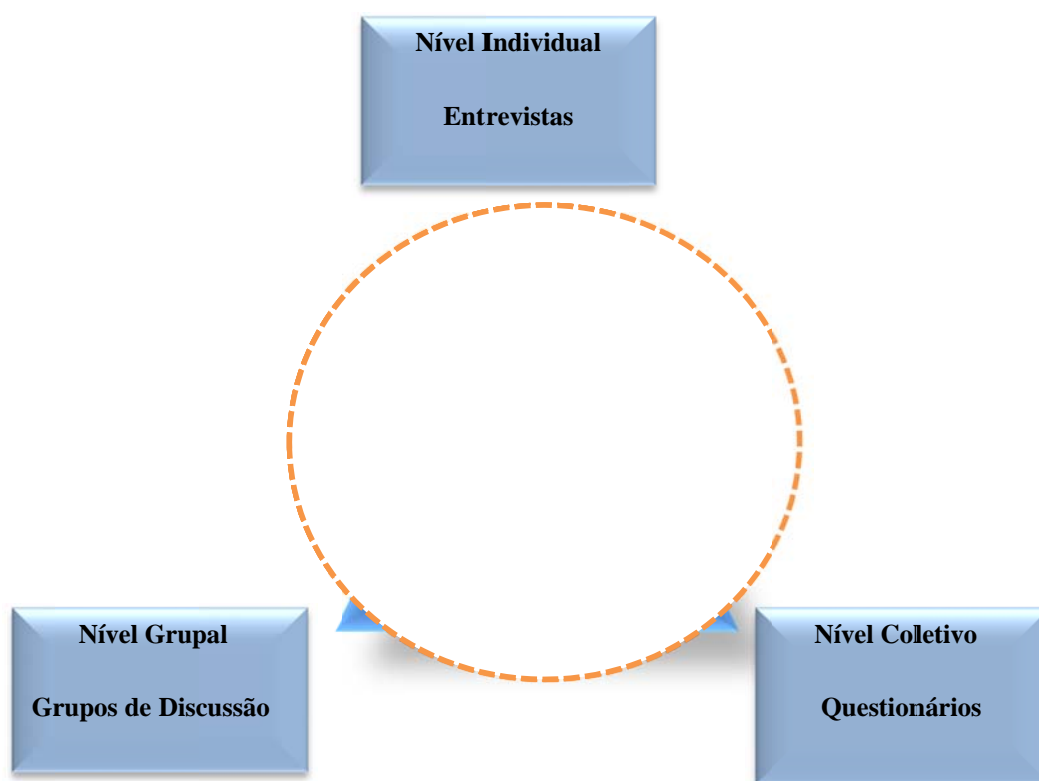 Nível Individual
Entrevistas
Nível Grupal
Grupos de Discussão
Nível Coletivo
Questionários